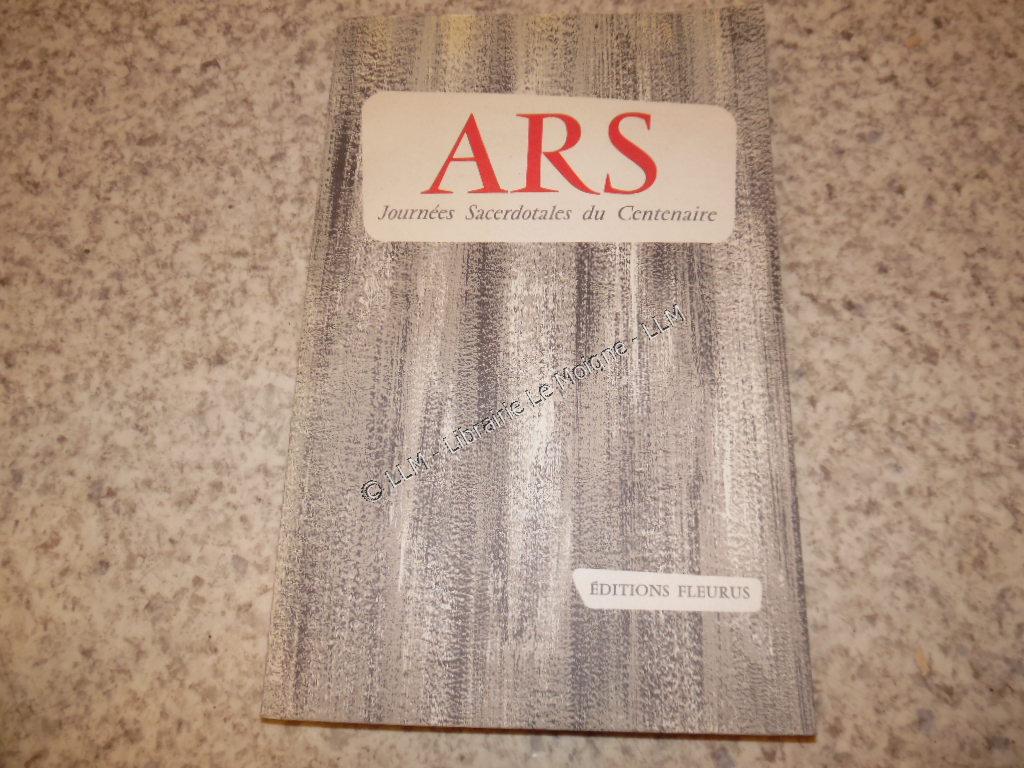 ARS
Journées Sacerdotales du Centenaire
© LLM - Librairie Le Moigne - LLM
ÉDITIONS FLEURUS